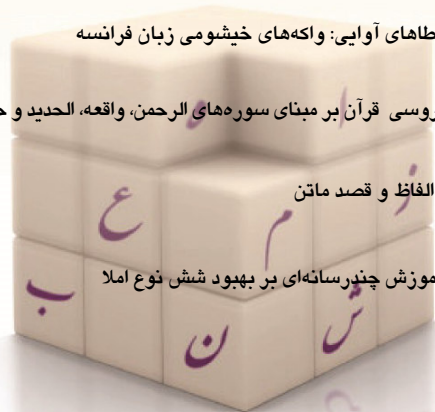 طاهای آوایی: واکه‌های خیشومی زبان فرانسه
روسی قرآن بر مبنای سوره‌های الرحمن، واقعه، الحدید و
الفاظ و قصد ماتن
موزش چندرسانه‌ای بر بهبود شش نوع املا
ه ا
ع م ز
ب ن ش